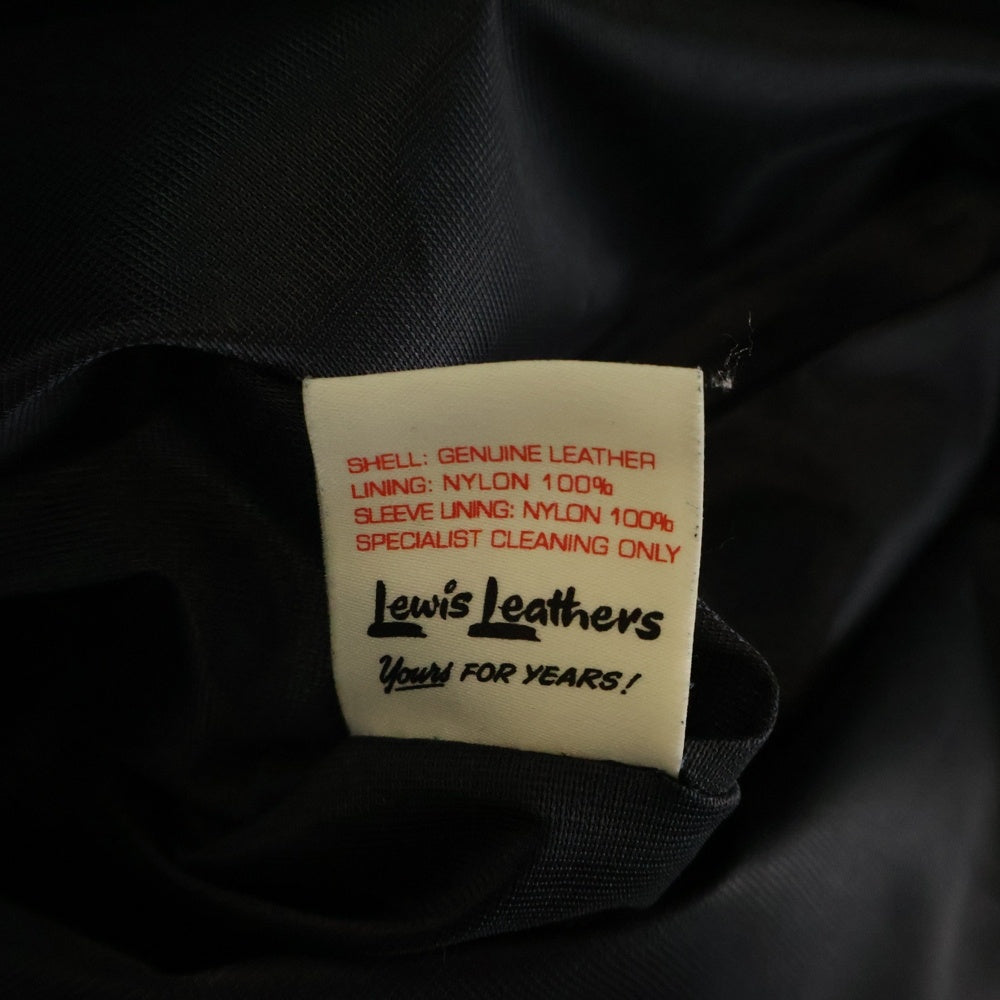 SHELL: GENUINE LEATHER
LINING: NYLON 100%
SLEEVE LINING: NYLON 100%
SPECIALIST CLEANING ONLY
Lewis Leathers
Yours FOR YEARS!